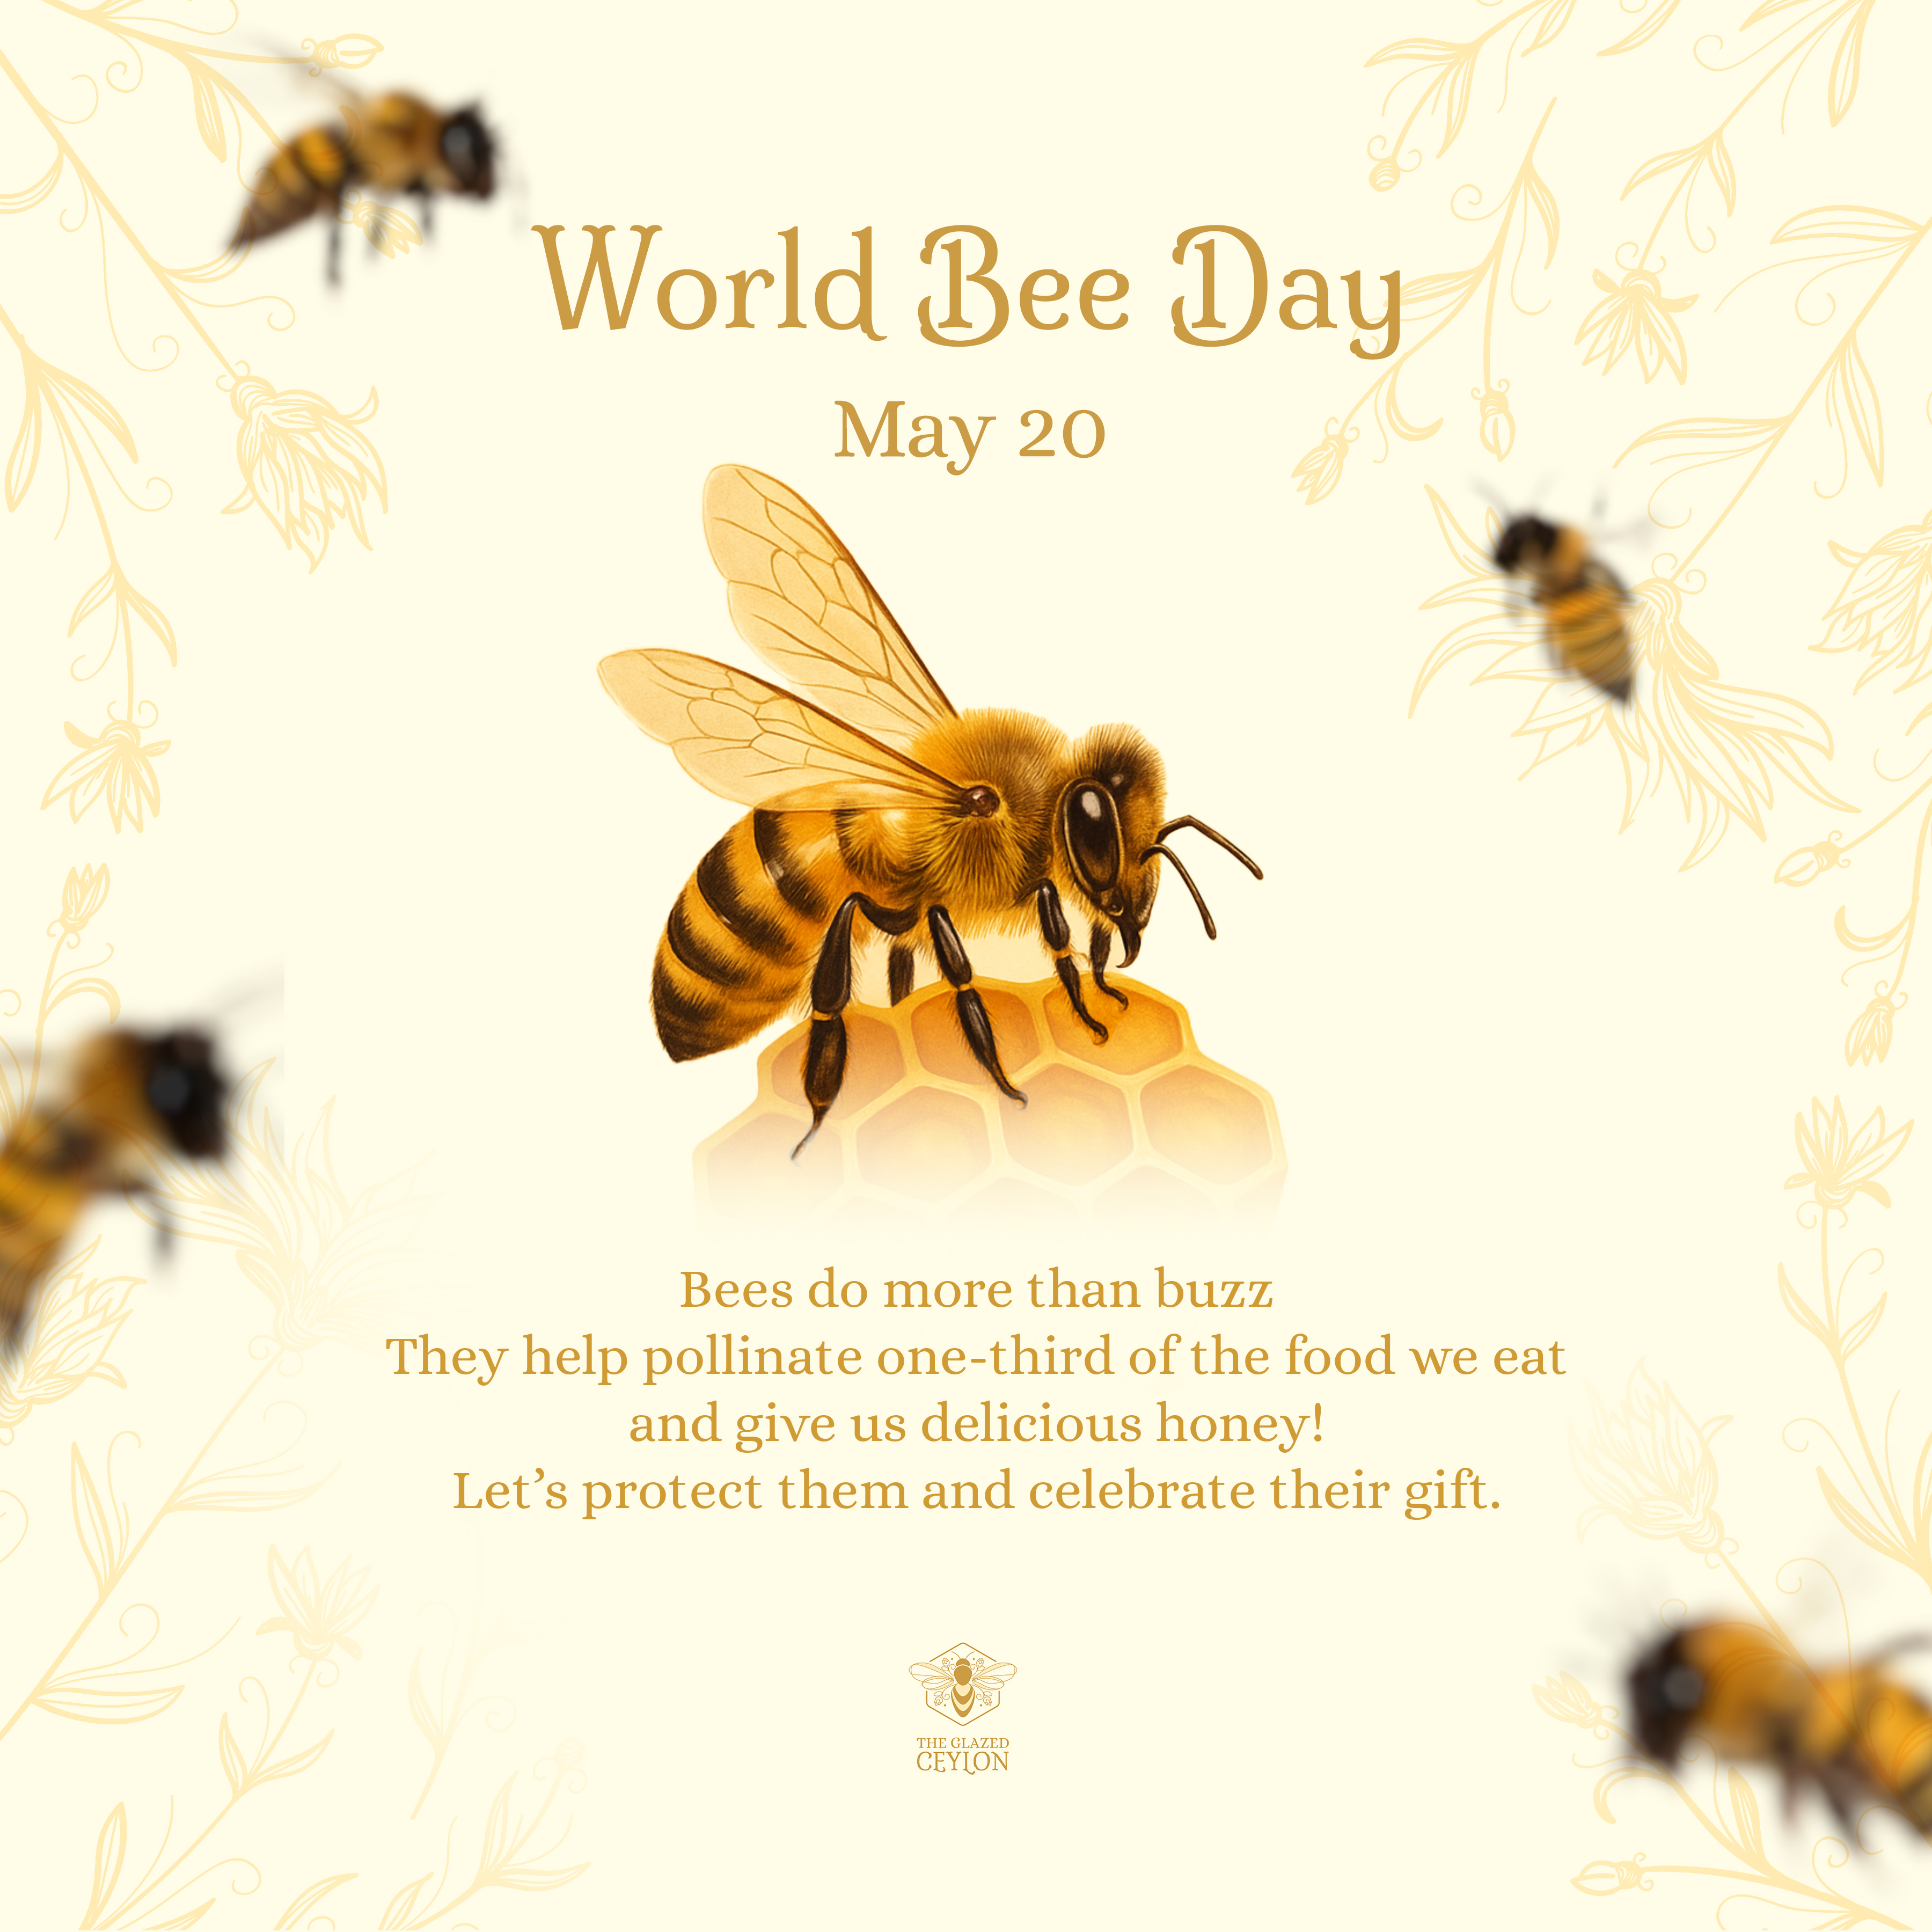 World Bee Day
May 20
Bees do more than buzz
They help pollinate one-third of the food we eat
and give us delicious honey!
Let’s protect them and celebrate their gift.
THE GLAZED
CEYLON